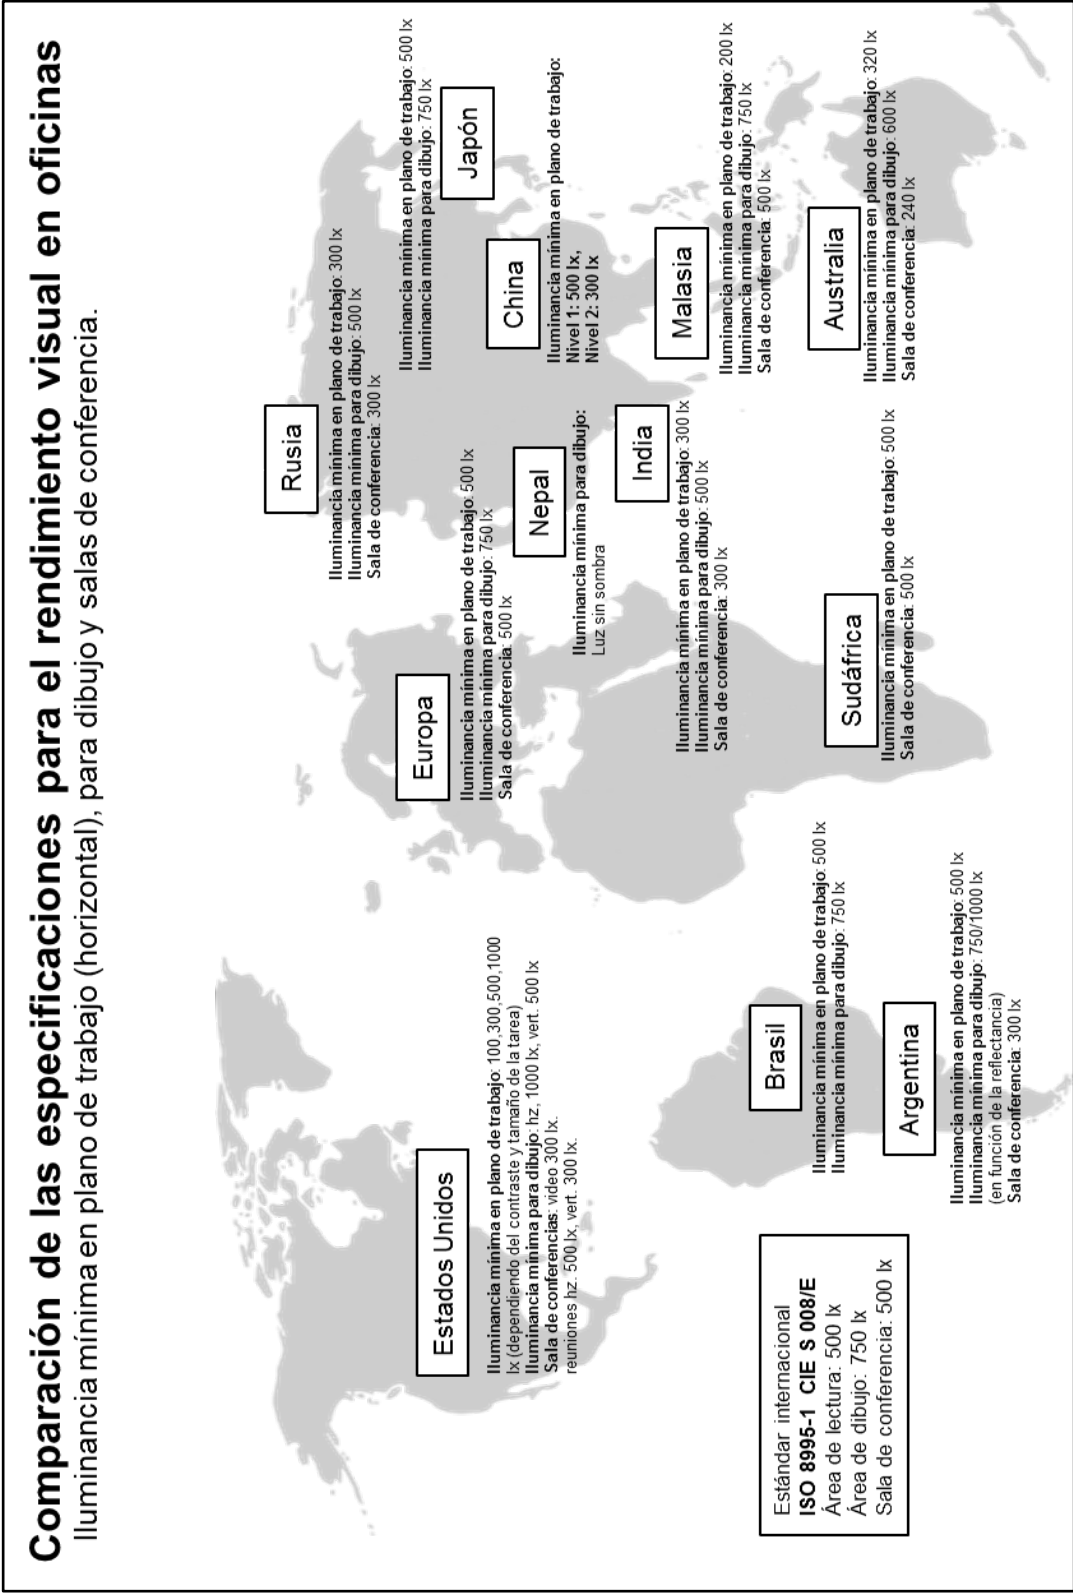 Comparación de las especificaciones para el rendimiento visual en oficinas
Iluminancia mínima en plano de trabajo (horizontal), para dibujo y salas de conferencia.
Estados Unidos
Iluminancia mínima en plano de trabajo: 100,300,500,1000
lx (dependiendo del contraste y tamaño de la tarea)
Iluminancia mínima para dibujo: hz, 1000 lx, vert. 500 lx
Sala de conferencias: video 300 lx.
reuniones hz. 500 lx, vert. 300 lx.
Europa
Iluminancia mínima en plano de trabajo: 500 lx
Iluminancia mínima para dibujo: 750 lx
Sala de conferencia: 500 lx
Rusia
Iluminancia mínima en plano de trabajo: 300 lx
Iluminancia mínima para dibujo: 500 lx
Sala de conferencia: 300 lx
Iluminancia mínima en plano de trabajo: 500 lx
Iluminancia mínima para dibujo: 750 lx
Japón
China
Iluminancia mínima en plano de trabajo:
Nivel 1: 500 lx,
Nivel 2: 300 lx
Nepal
Iluminancia mínima para dibujo:
Luz sin sombra
India
Iluminancia mínima en plano de trabajo: 300 lx
Iluminancia mínima para dibujo: 500 lx
Sala de conferencia: 300 lx
Malasia
Iluminancia mínima en plano de trabajo: 200 lx
Iluminancia mínima para dibujo: 750 lx
Sala de conferencia: 500 lx
Australia
Iluminancia mínima en plano de trabajo: 320 lx
Iluminancia mínima para dibujo: 600 lx
Sala de conferencia: 240 lx
Sudáfrica
Iluminancia mínima en plano de trabajo: 500 lx
Sala de conferencia: 500 lx
Brasil
Iluminancia mínima en plano de trabajo: 500 lx
Iluminancia mínima para dibujo: 750 lx
Argentina
Iluminancia mínima en plano de trabajo: 500 lx
Iluminancia mínima para dibujo: 750/1000 lx
(en función de la reflectancia)
Sala de conferencia: 300 lx
Estándar internacional
ISO 8995-1 CIE S 008/E
Área de lectura: 500 lx
Área de dibujo: 750 lx
Sala de conferencia: 500 lx